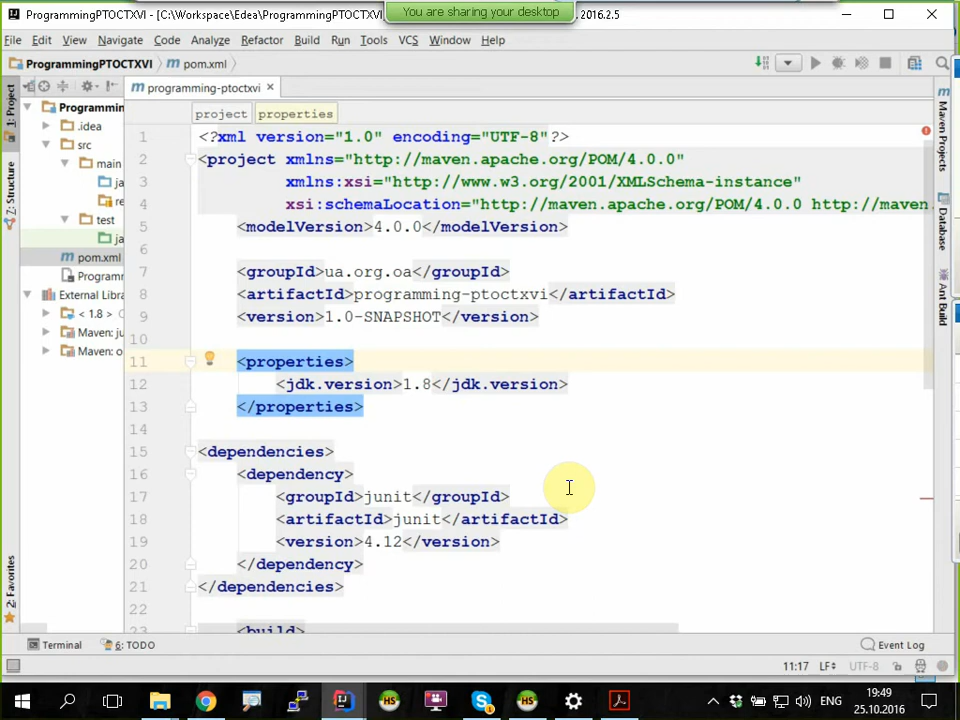 You are sharing your desktop
ProgrammingPTOCTXVI - [C:\Workspace\Edea\ProgrammingPTOCTXVI
. 2016.2.5
File Edit View Navigate Code Analyze Refactor Build Run Tools VCS Window Help
ProgrammingPTOCTXVI pom.xml
1: Project
Z: Structure
2: Favorites
Programm
.idea
src
main
ja
re
test
ja
pom.xml
Programm
External Libra
< 1.8 >
Maven: ju
Maven: o
programming-ptoctxvi
project properties
1 <?xml version="1.0" encoding="UTF-8"?>
2 <project xmlns="http://maven.apache.org/POM/4.0.0"
3 xmlns:xsi="http://www.w3.org/2001/XMLSchema-instance"
4 xsi:schemaLocation="http://maven.apache.org/POM/4.0.0 http://maven.
5 <modelVersion>4.0.0</modelVersion>
6
7 <groupId>ua.org.oa</groupId>
8 <artifactId>programming-ptoctxvi</artifactId>
9 <version>1.0-SNAPSHOT</version>
10
11 <properties>
12 <jdk.version>1.8</jdk.version>
13 </properties>
14
15 <dependencies>
16 <dependency>
17 <groupId>junit</groupId>
18 <artifactId>junit</artifactId>
19 <version>4.12</version>
20 </dependency>
21 </dependencies>
22
23 <build>
Maven Projects
Database
Ant Build
Terminal 6: TODO Event Log
11:17 LF UTF-8
ENG
19:49
25.10.2016